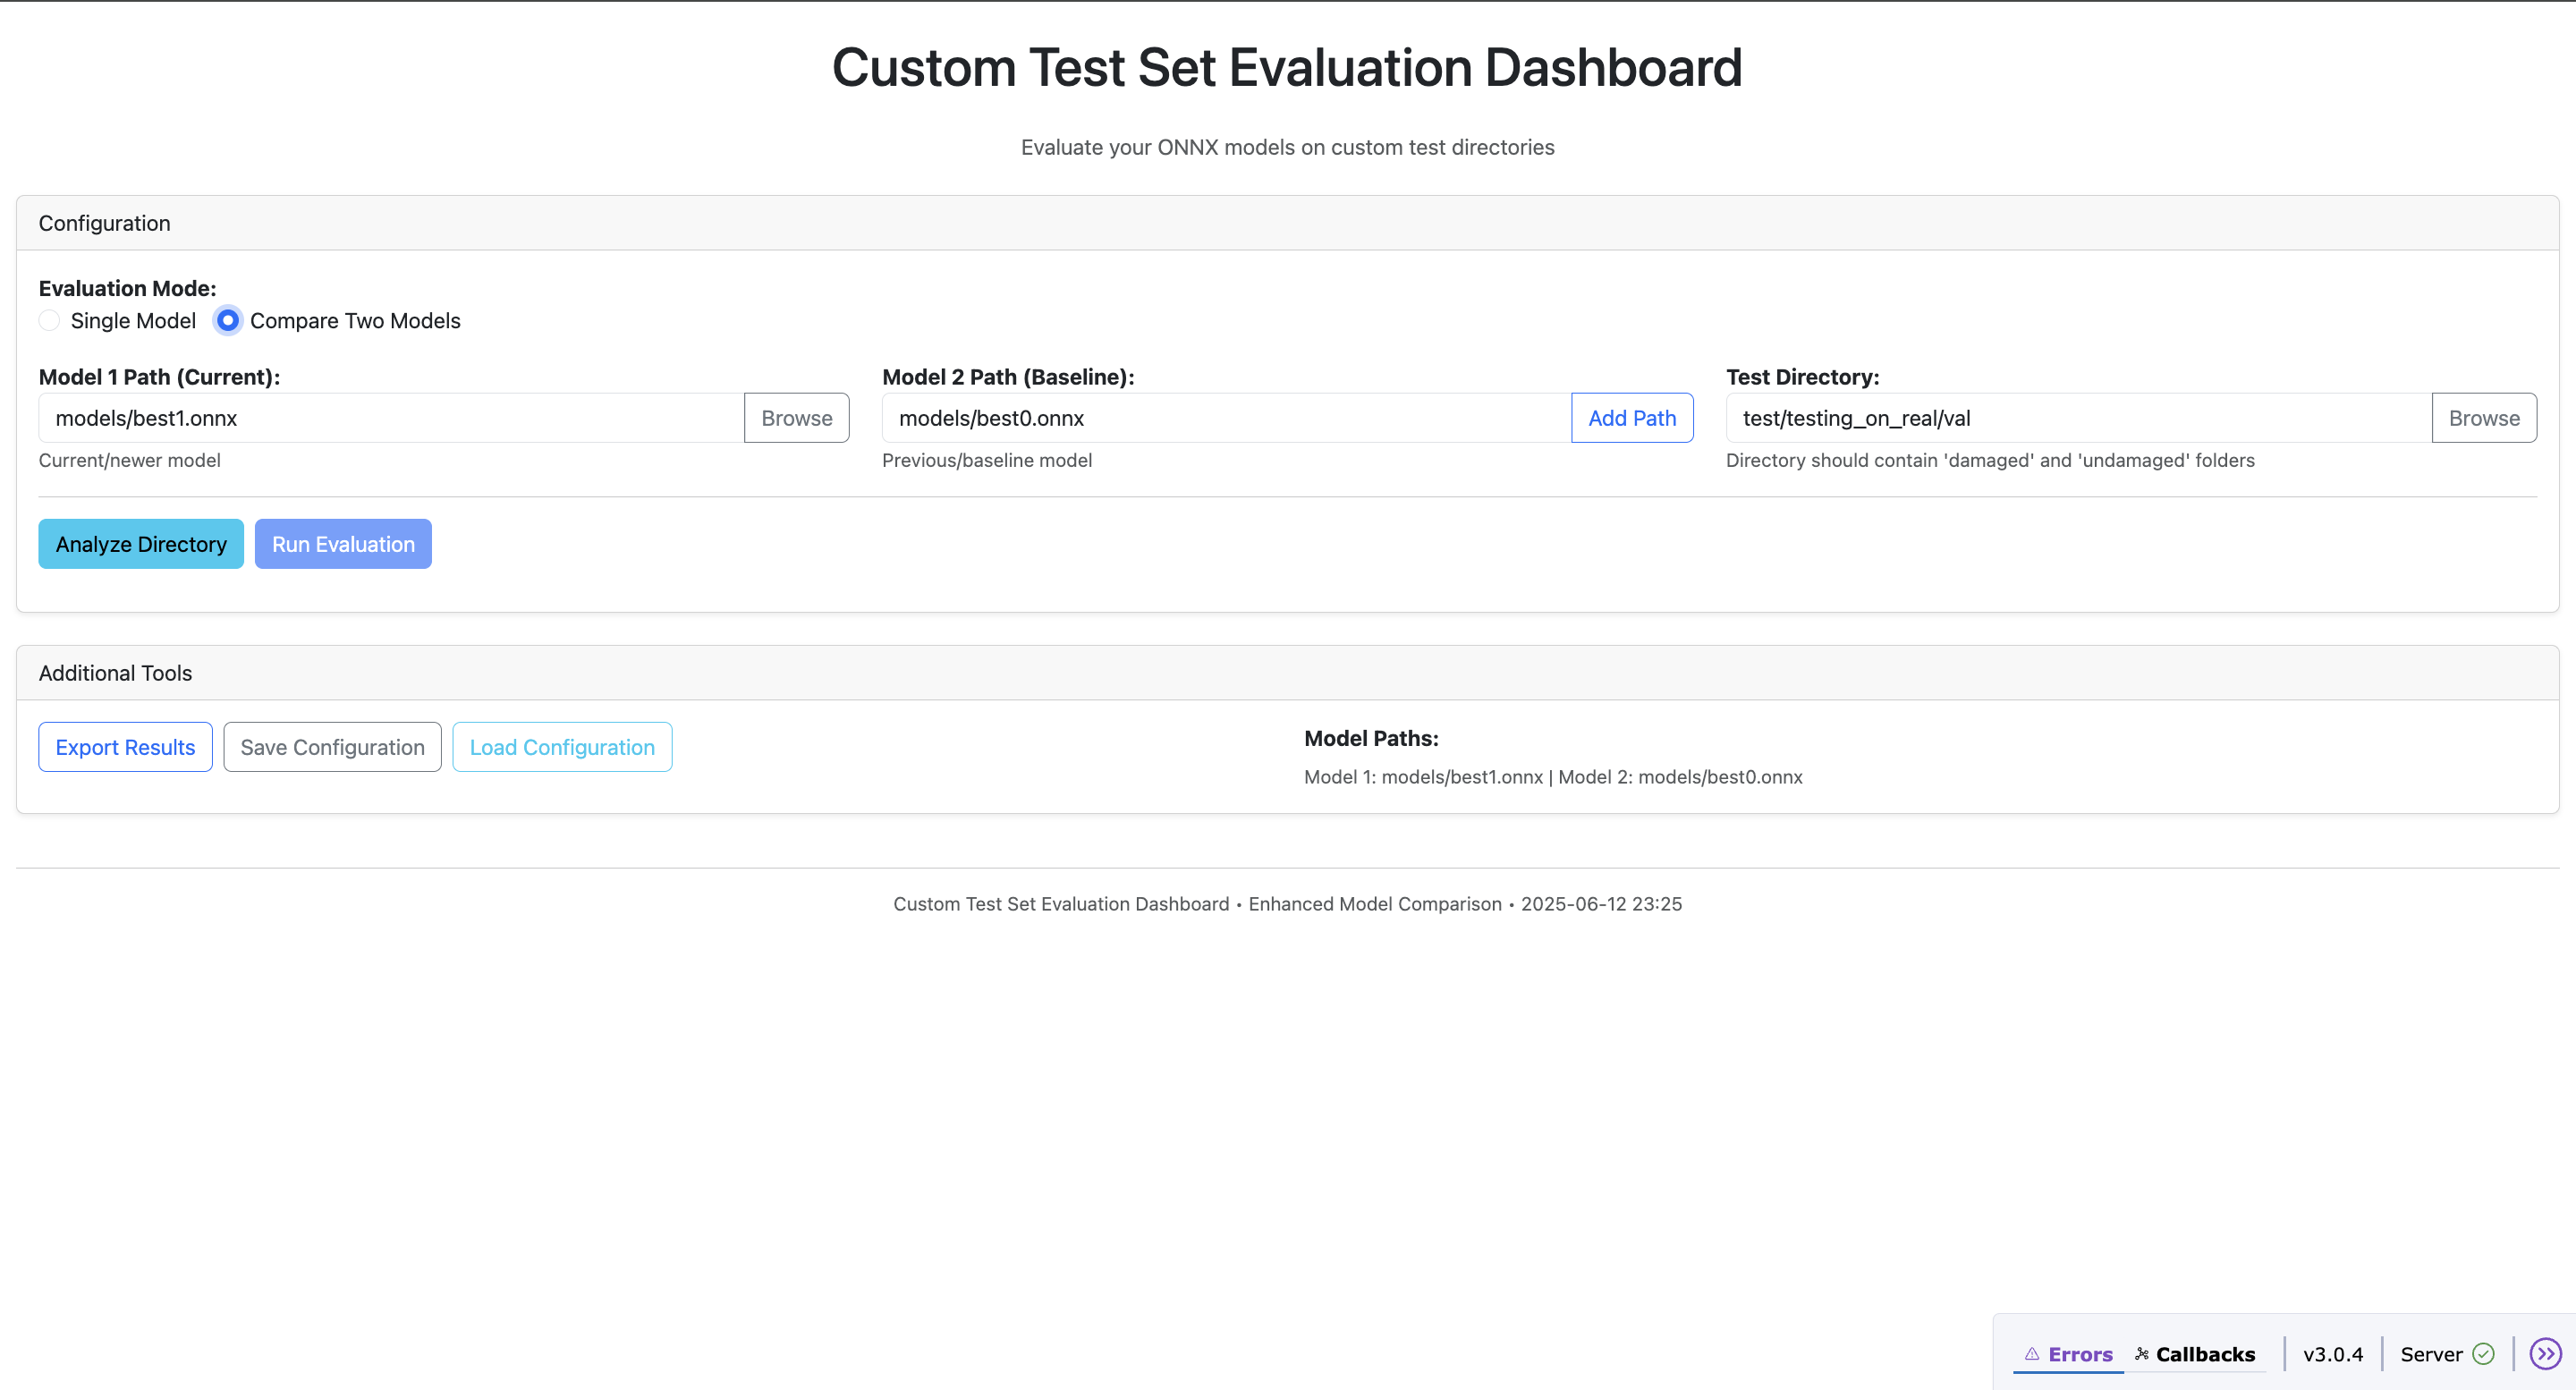 Custom Test Set Evaluation Dashboard
Evaluate your ONNX models on custom test directories
Configuration
Evaluation Mode:
Single Model Compare Two Models
Model 1 Path (Current): Model 2 Path (Baseline): Test Directory:
models/best1.onnx Browse models/best0.onnx Add Path test/testing_on_real/val Browse
Current/newer model Previous/baseline model Directory should contain 'damaged' and 'undamaged' folders
Analyze Directory Run Evaluation
Additional Tools
Export Results Save Configuration Load Configuration
Model Paths:
Model 1: models/best1.onnx | Model 2: models/best0.onnx
Custom Test Set Evaluation Dashboard • Enhanced Model Comparison • 2025-06-12 23:25
Errors Callbacks v3.0.4 Server